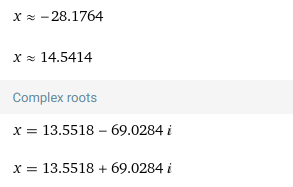 x ≈ −28.1764
x ≈ 14.5414
Complex roots
x = 13.5518 − 69.0284 i
x = 13.5518 + 69.0284 i